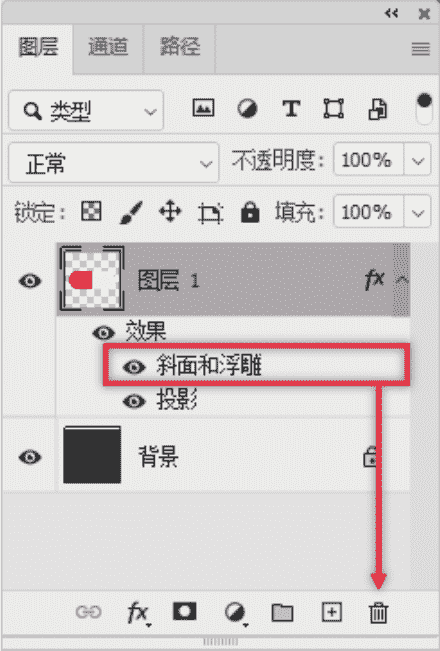 图层 通道 路径
类型
正常 不透明度: 100%
锁定: 填充: 100%
图层 1 fx
效果
斜面和浮雕
投影
背景
fx